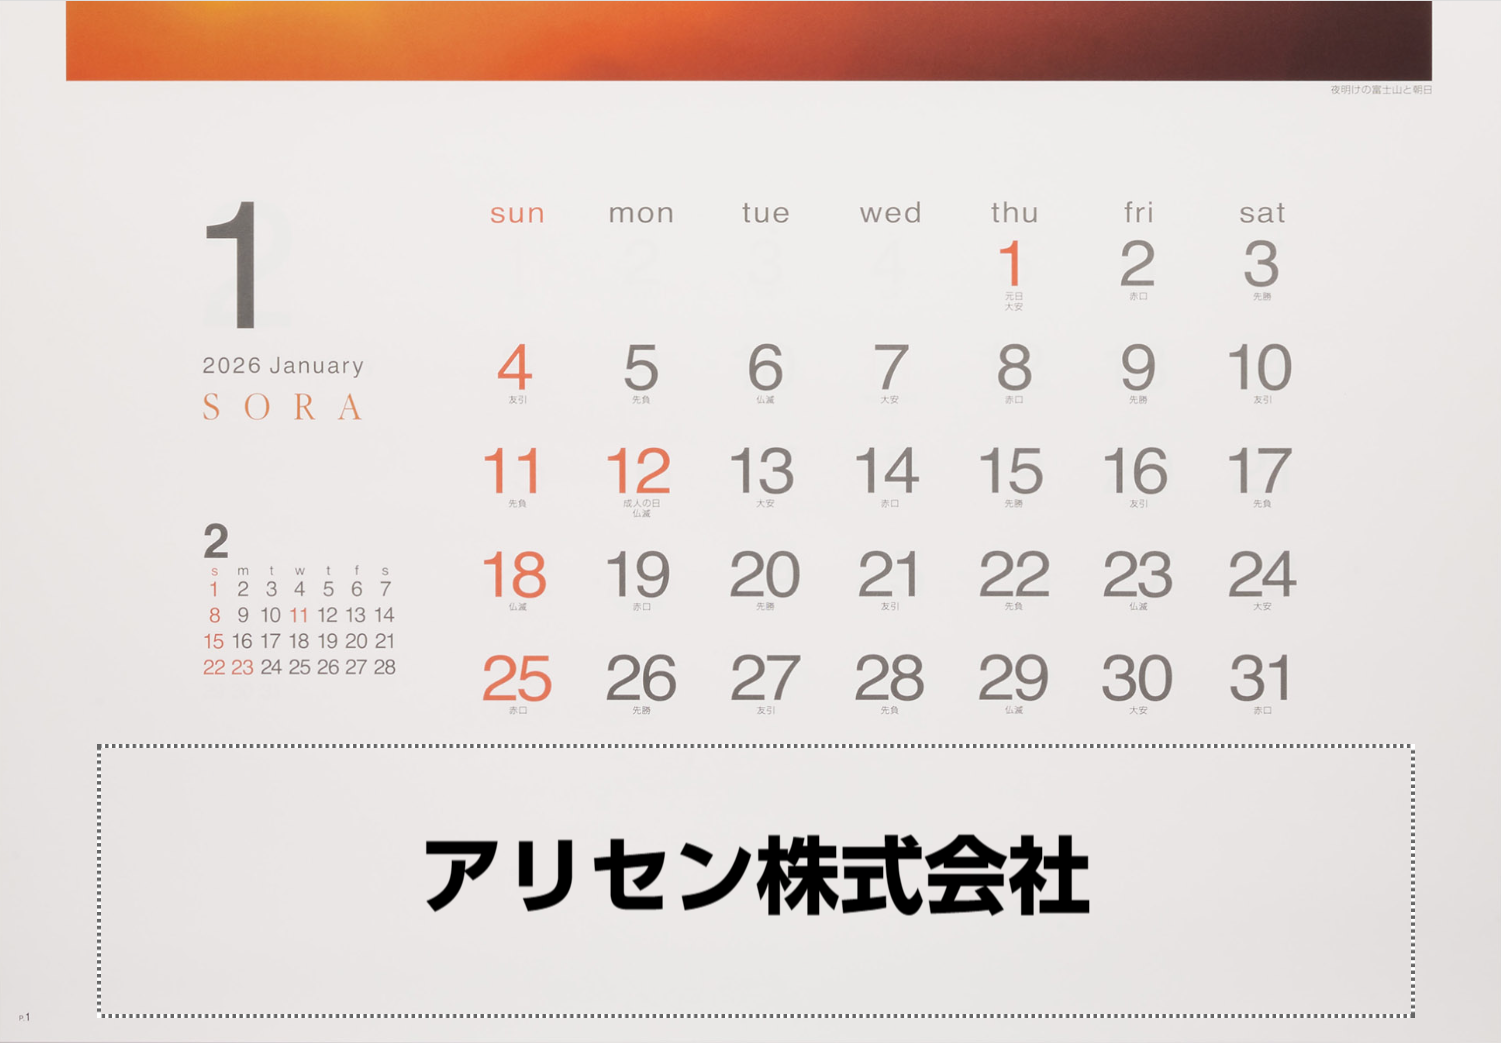 夜明けの富士山と朝日
1
2026 January
SORA
sun mon tue wed thu fri sat
1 2 3
元日 赤口 先勝
大安
4 5 6 7 8 9 10
友引 先負 仏滅 大安 赤口 先勝 友引
11 12 13 14 15 16 17
先負 成人の日 大安 赤口 先勝 友引 先負
仏滅
18 19 20 21 22 23 24
仏滅 赤口 先勝 友引 先負 仏滅 大安
25 26 27 28 29 30 31
赤口 先勝 友引 先負 仏滅 大安 赤口
2
s m t w t f s
1 2 3 4 5 6 7
8 9 10 11 12 13 14
15 16 17 18 19 20 21
22 23 24 25 26 27 28
アリセン株式会社
P.1